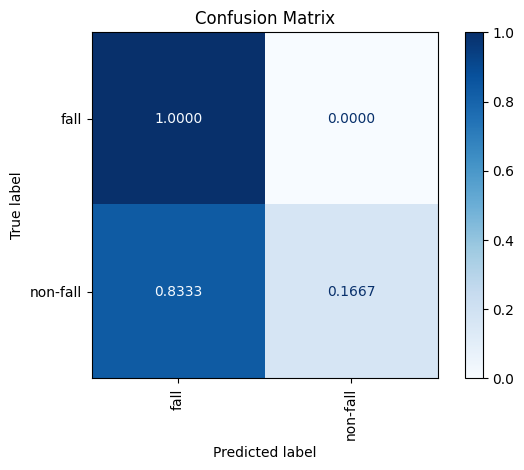 Confusion Matrix
True label
fall
1.0000
0.0000
non-fall
0.8333
0.1667
fall
non-fall
Predicted label
1.0
0.8
0.6
0.4
0.2
0.0